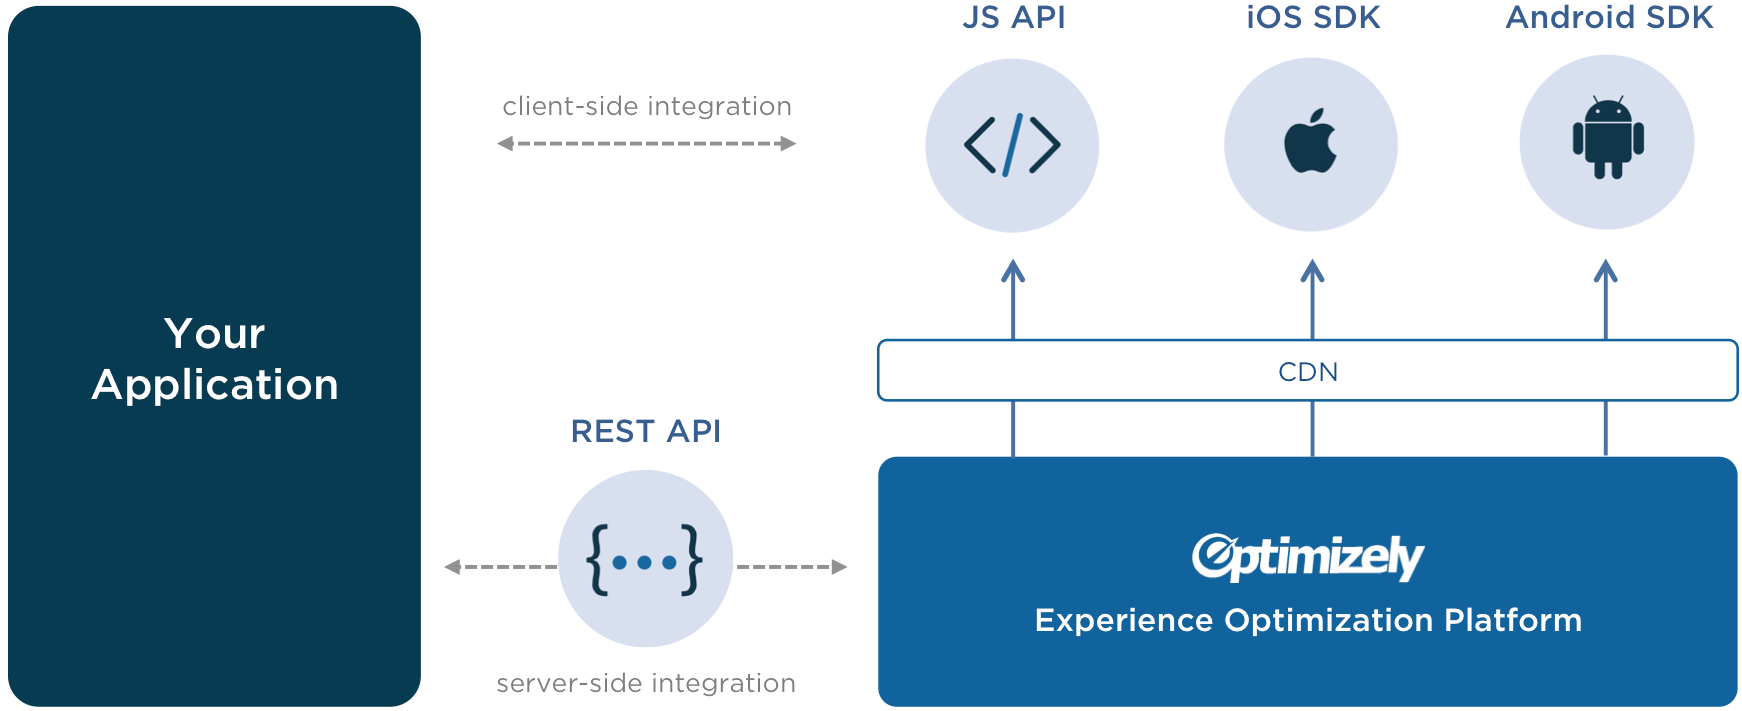 JS API
iOS SDK
Android SDK
client-side integration
Your
Application
CDN
REST API
{...}
Optimizely
Experience Optimization Platform
server-side integration